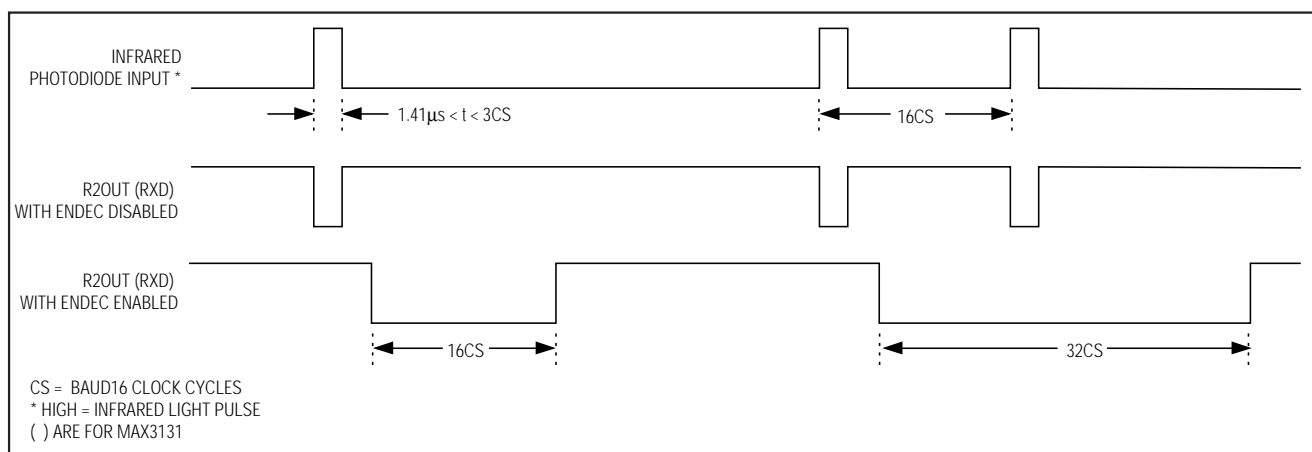 INFRARED
PHOTODIODE INPUT *
1.41μs < t < 3CS
16CS
R2OUT (RXD)
WITH ENDEC DISABLED
R2OUT (RXD)
WITH ENDEC ENABLED
16CS
32CS
CS = BAUD16 CLOCK CYCLES
* HIGH = INFRARED LIGHT PULSE
( ) ARE FOR MAX3131